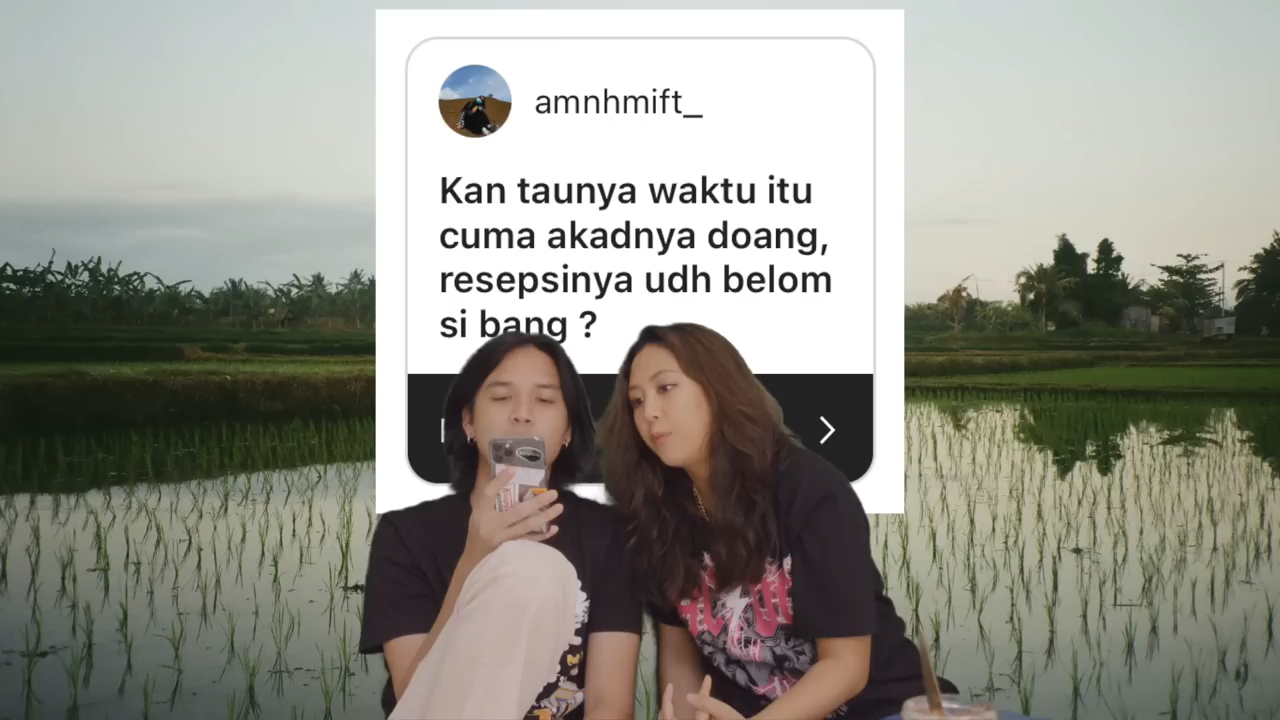 amnhmift_
Kan taunya waktu itu
cuma akadnya doang,
resepsinya udh belom
si bang ?